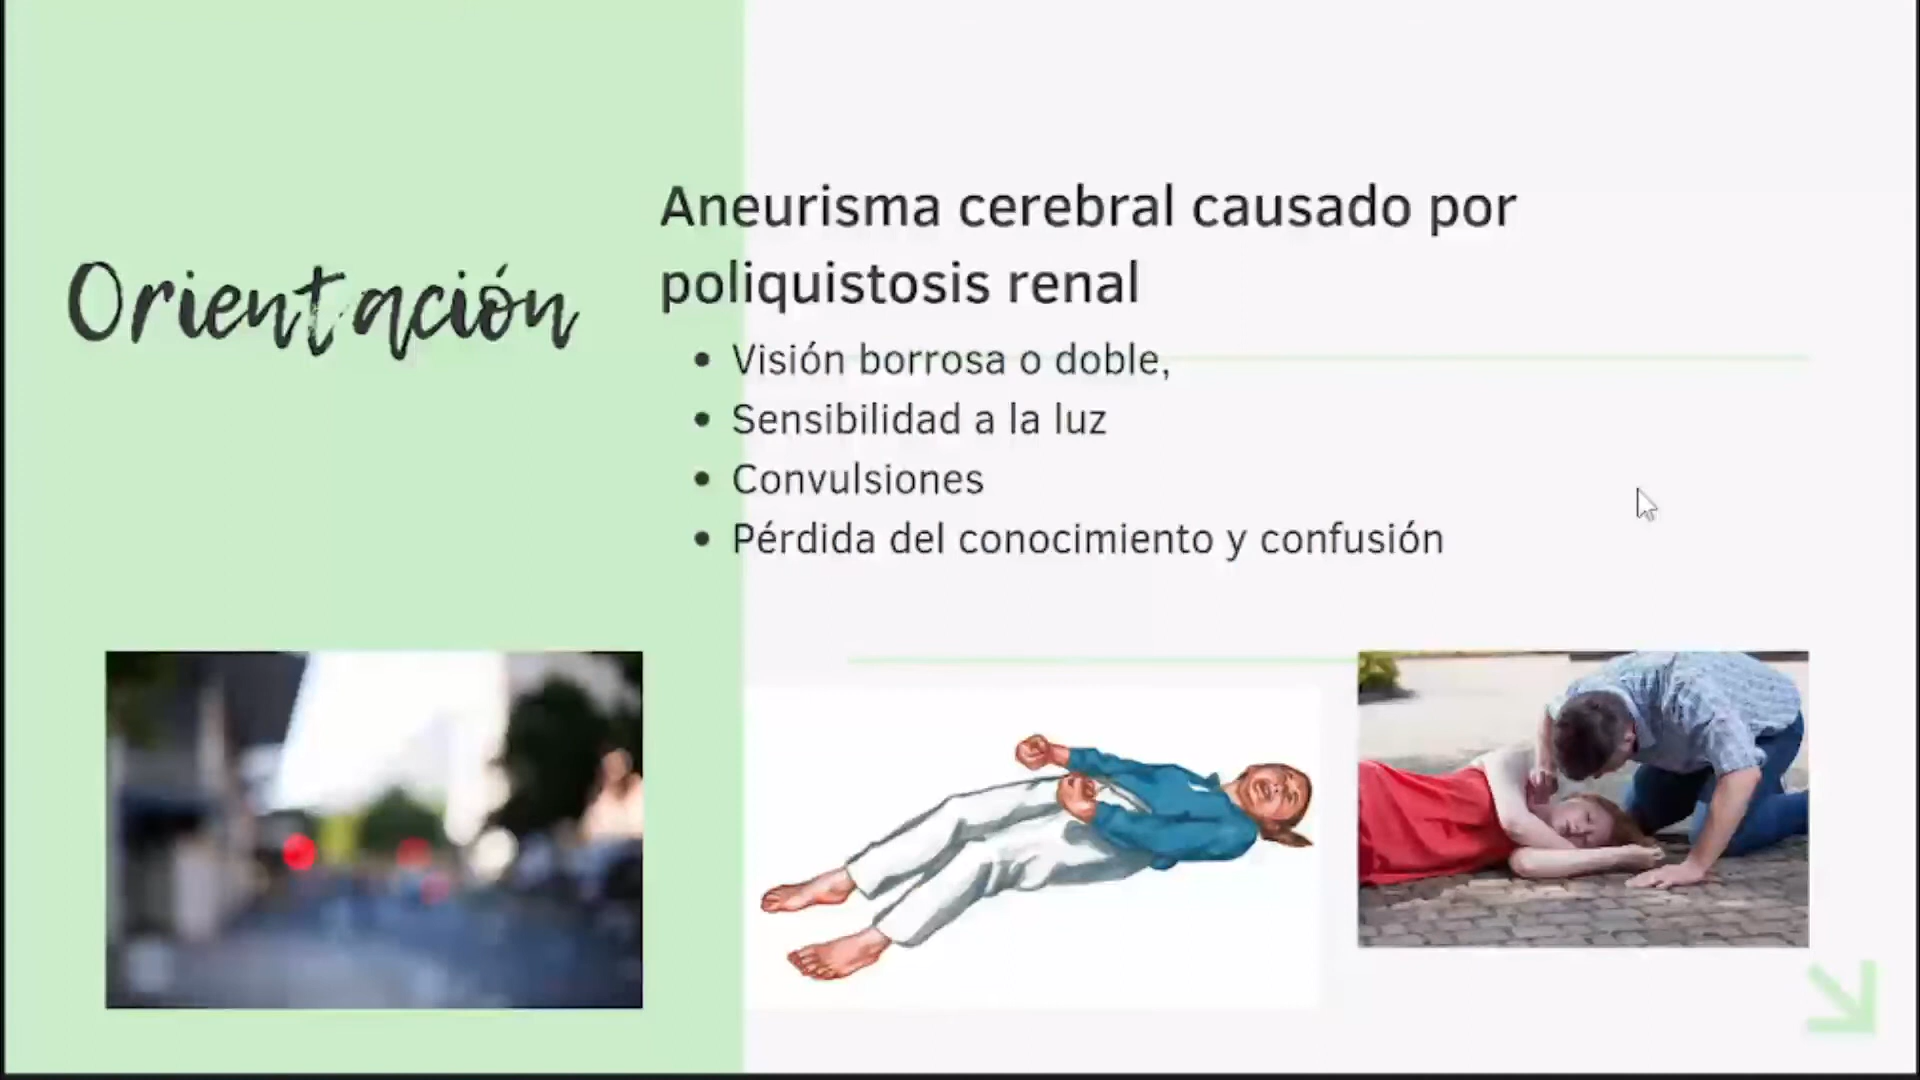 Orientación
Aneurisma cerebral causado por
poliquistosis renal
• Visión borrosa o doble,
• Sensibilidad a la luz
• Convulsiones
• Pérdida del conocimiento y confusión